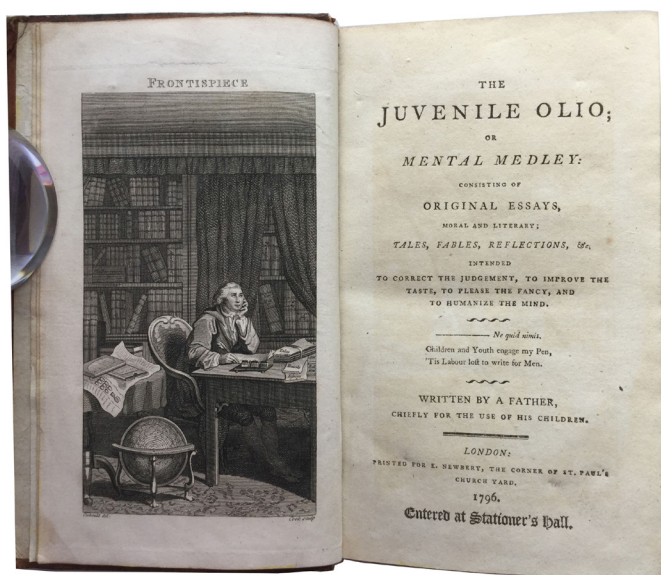 FRONTISPIECE
THE
JUVENILE OLIO;
OR
MENTAL MEDLEY:
CONSISTING OF
ORIGINAL ESSAYS,
MORAL AND LITERARY;
TALES, FABLES, REFLECTIONS, &c.
INTENDED
TO CORRECT THE JUDGEMENT, TO IMPROVE THE
TASTE, TO PLEASE THE FANCY, AND
TO HUMANIZE THE MIND.
No quid nimis.
Children and Youth engage my Pen,
'Tis Labour lost to write for Men.
WRITTEN BY A FATHER,
CHIEFLY FOR THE USE OF HIS CHILDREN.
LONDON:
PRINTED FOR E. NEWBERY, THE CORNER OF ST. PAUL'S
CHURCH YARD.
1796.
Entered at Stationer's Hall.